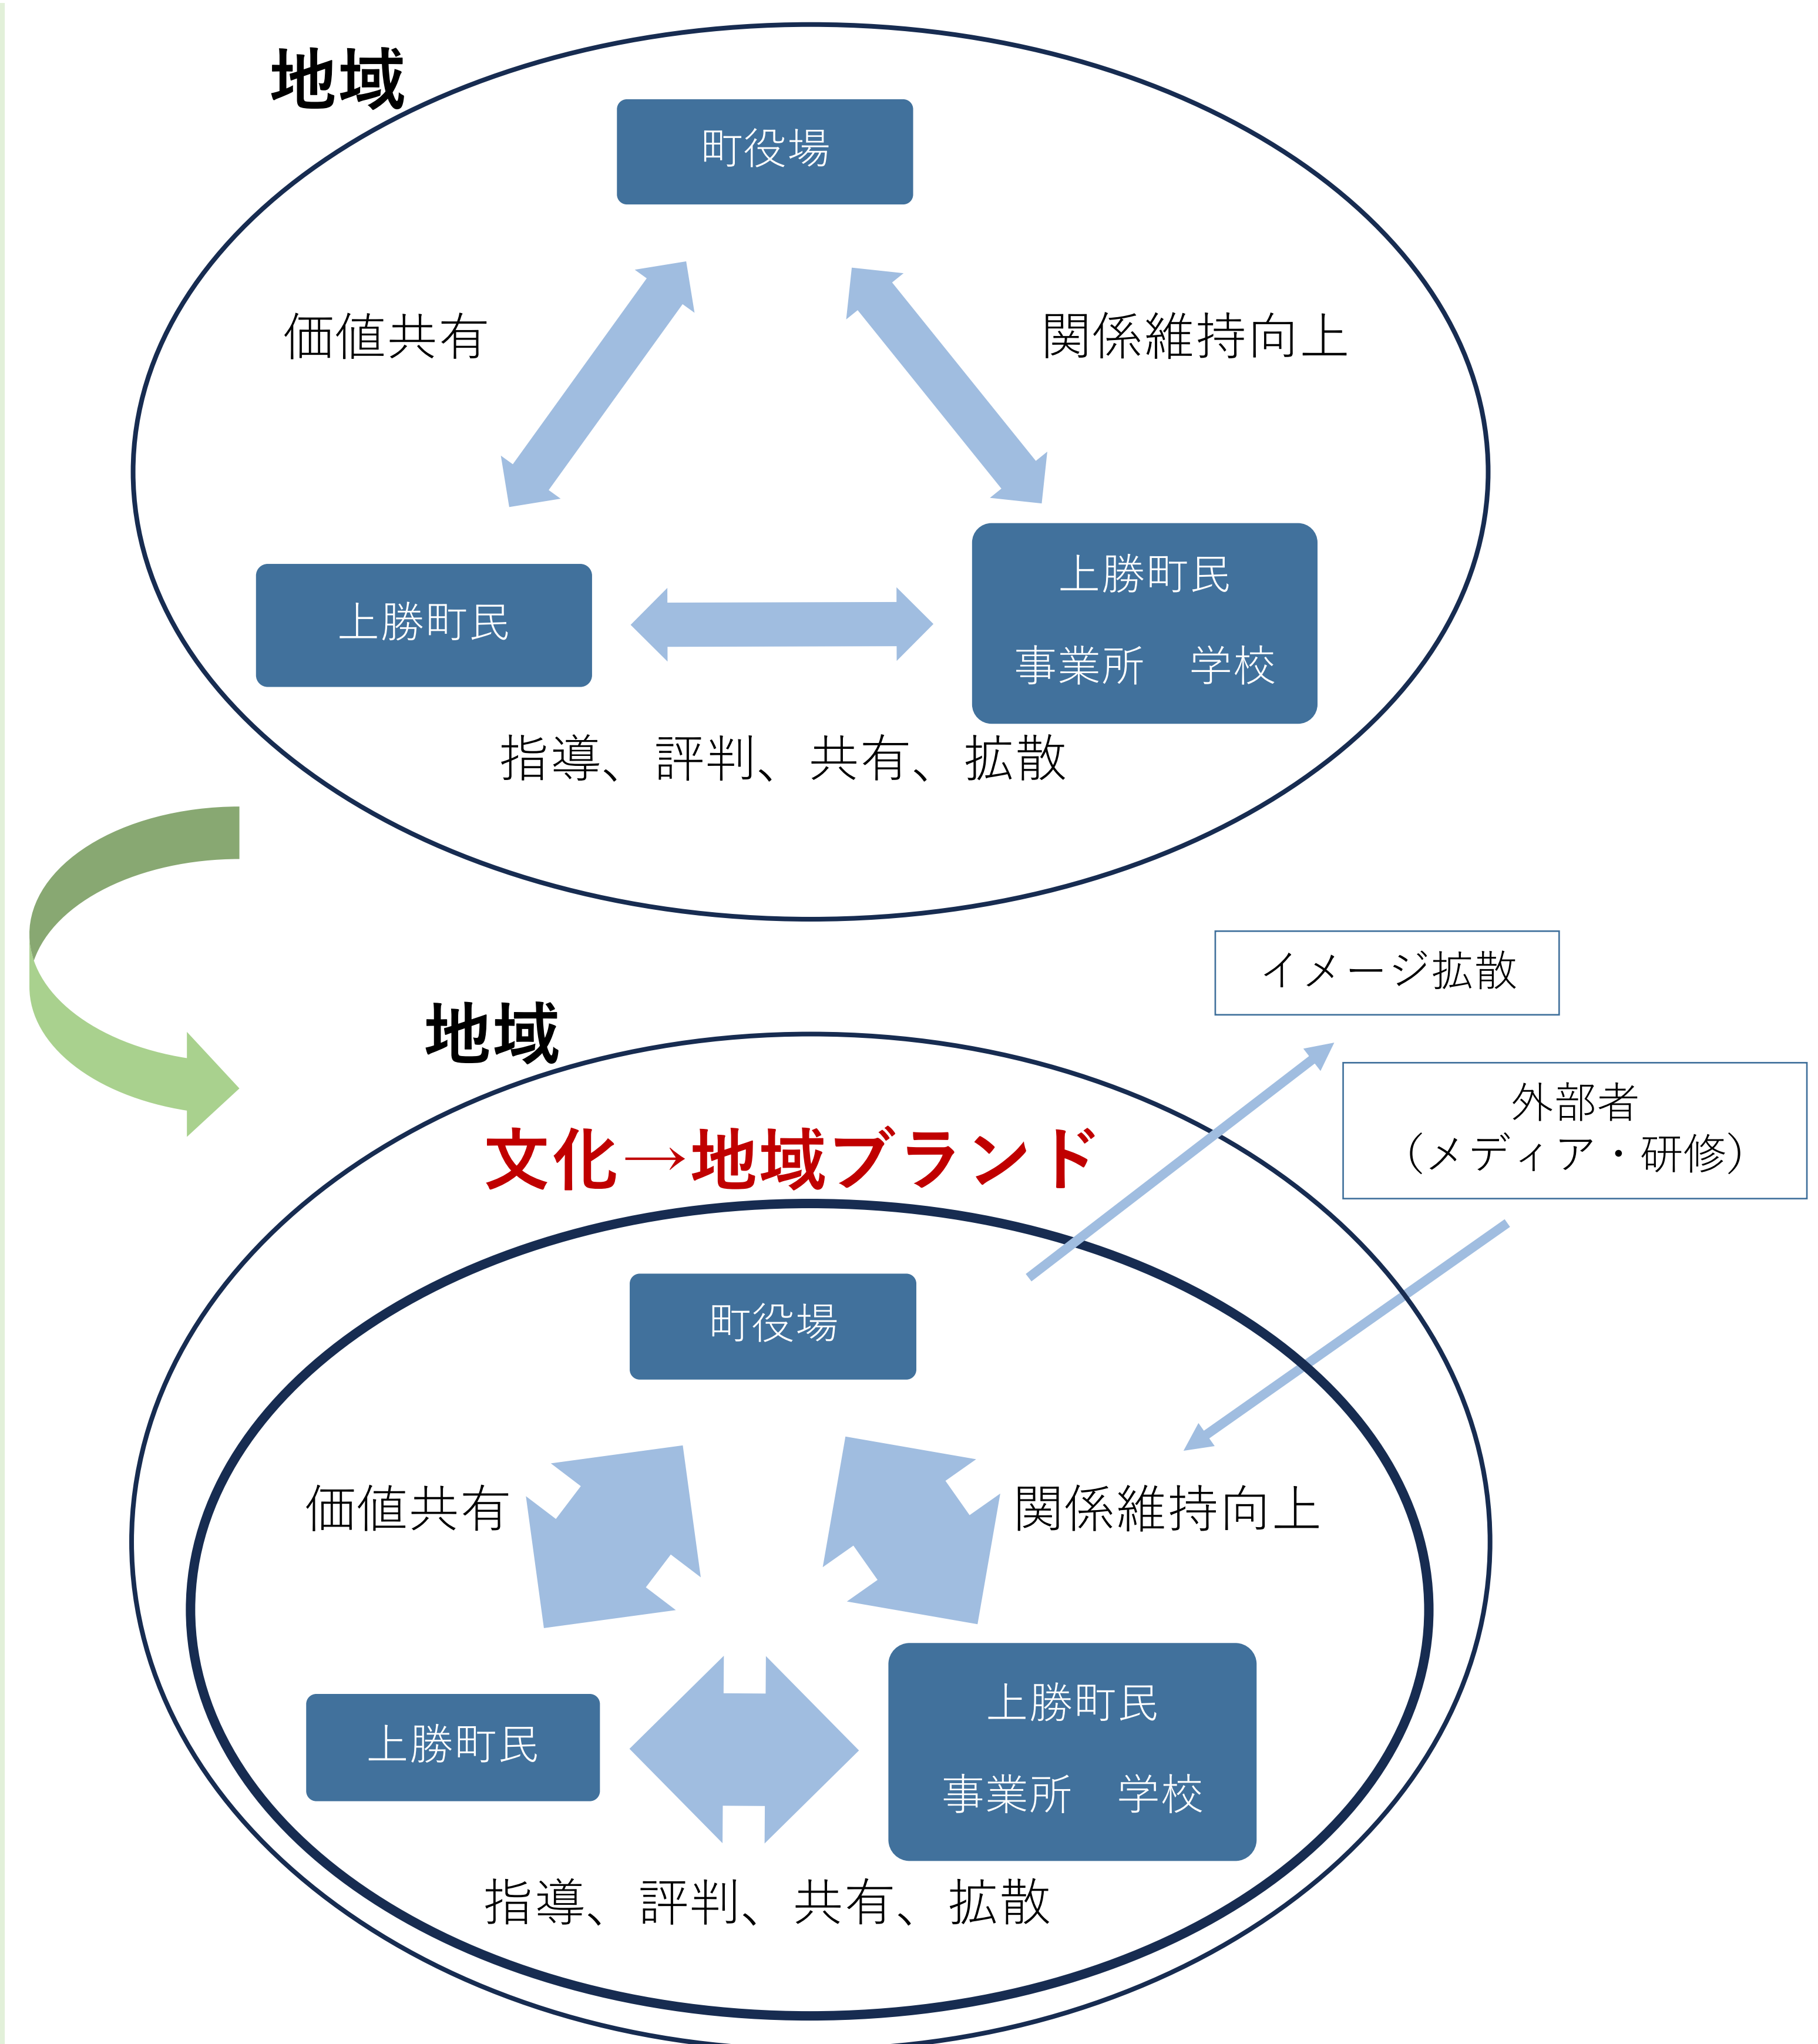 地域
町役場
価値共有
関係維持向上
上勝町民
上勝町民
事業所　学校
指導、評判、共有、拡散
イメージ拡散
地域
外部者
（メディア・研修）
文化→地域ブランド
町役場
価値共有
関係維持向上
上勝町民
上勝町民
事業所　学校
指導、評判、共有、拡散